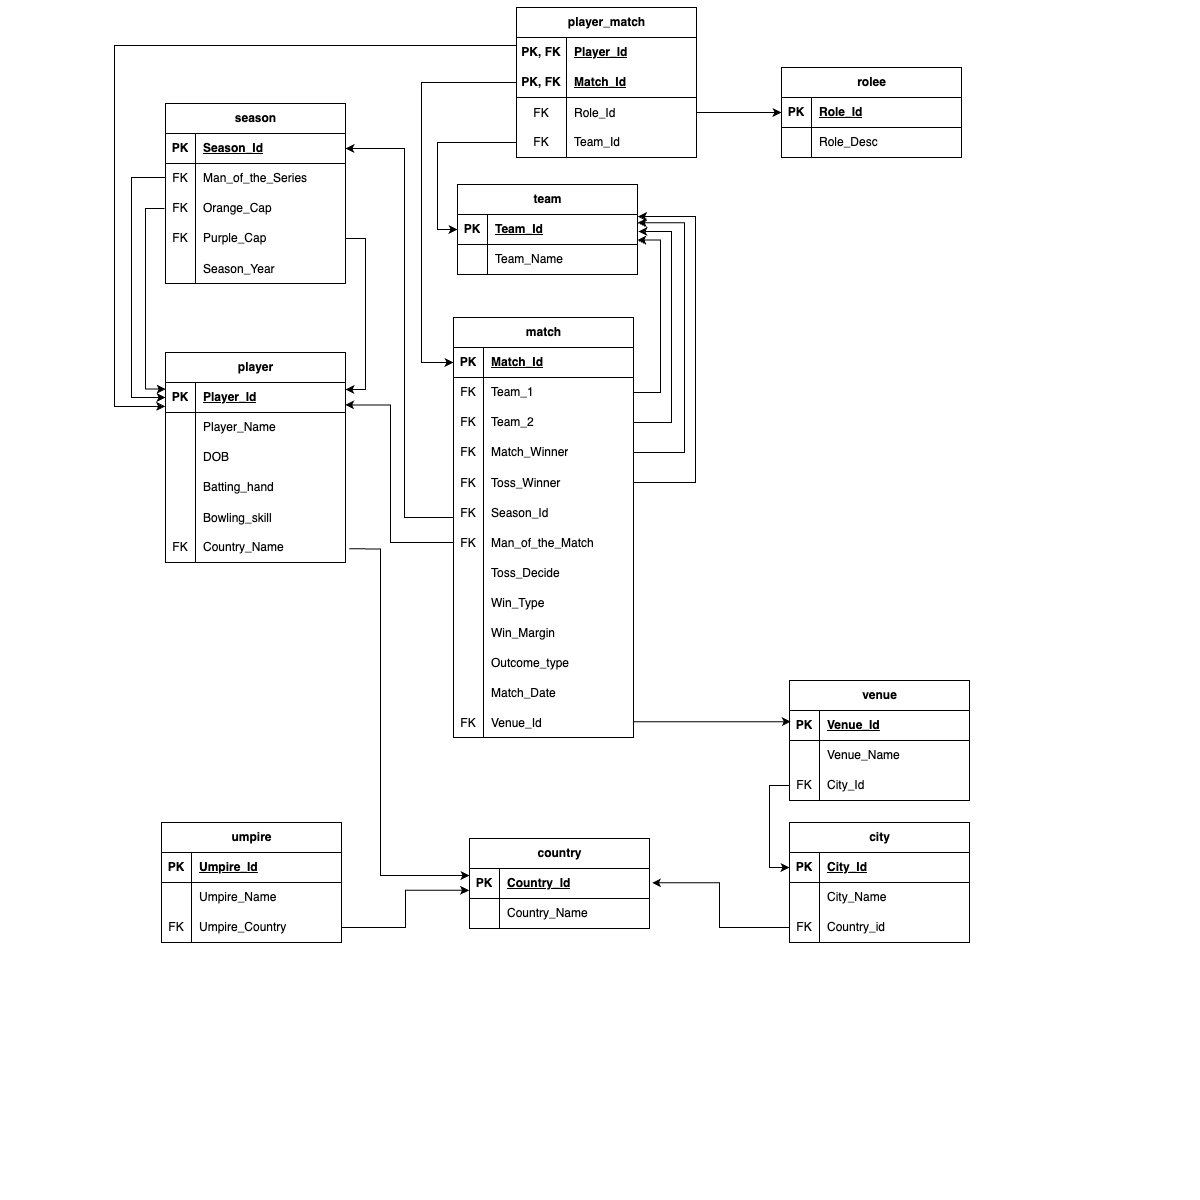 player_match
PK, FK Player_Id
PK, FK Match_Id
FK Role_Id
FK Team_Id
rolee
PK Role_Id
Role_Desc
season
PK Season_Id
FK Man_of_the_Series
FK Orange_Cap
FK Purple_Cap
Season_Year
team
PK Team_Id
Team_Name
player
PK Player_Id
Player_Name
DOB
Batting_hand
Bowling_skill
FK Country_Name
match
PK Match_Id
FK Team_1
FK Team_2
FK Match_Winner
FK Toss_Winner
FK Season_Id
FK Man_of_the_Match
Toss_Decide
Win_Type
Win_Margin
Outcome_type
Match_Date
FK Venue_Id
venue
PK Venue_Id
Venue_Name
FK City_Id
umpire
PK Umpire_Id
Umpire_Name
FK Umpire_Country
country
PK Country_Id
Country_Name
city
PK City_Id
City_Name
FK Country_id